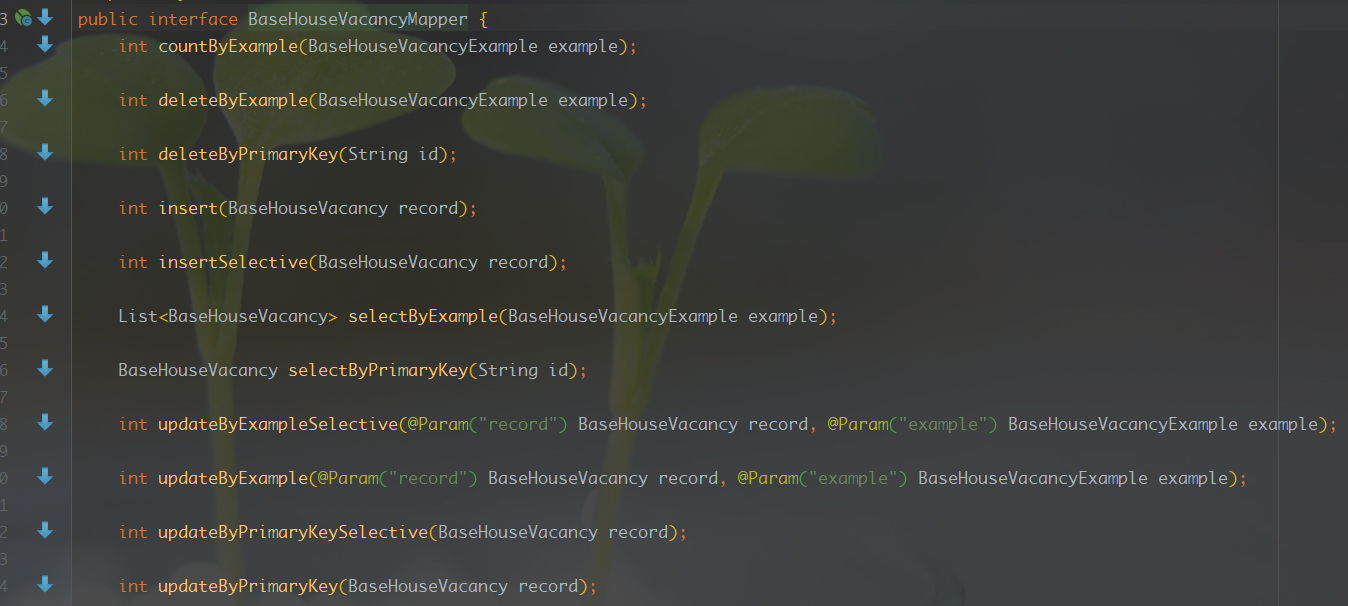 3 public interface BaseHouseVacancyMapper {
4 int countByExample(BaseHouseVacancyExample example);
5
6 int deleteByExample(BaseHouseVacancyExample example);
7
8 int deleteByPrimaryKey(String id);
9
0 int insert(BaseHouseVacancy record);
1
2 int insertSelective(BaseHouseVacancy record);
3
4 List<BaseHouseVacancy> selectByExample(BaseHouseVacancyExample example);
5
6 BaseHouseVacancy selectByPrimaryKey(String id);
7
8 int updateByExampleSelective(@Param("record") BaseHouseVacancy record, @Param("example") BaseHouseVacancyExample example);
9
0 int updateByExample(@Param("record") BaseHouseVacancy record, @Param("example") BaseHouseVacancyExample example);
1
2 int updateByPrimaryKeySelective(BaseHouseVacancy record);
3
4 int updateByPrimaryKey(BaseHouseVacancy record);